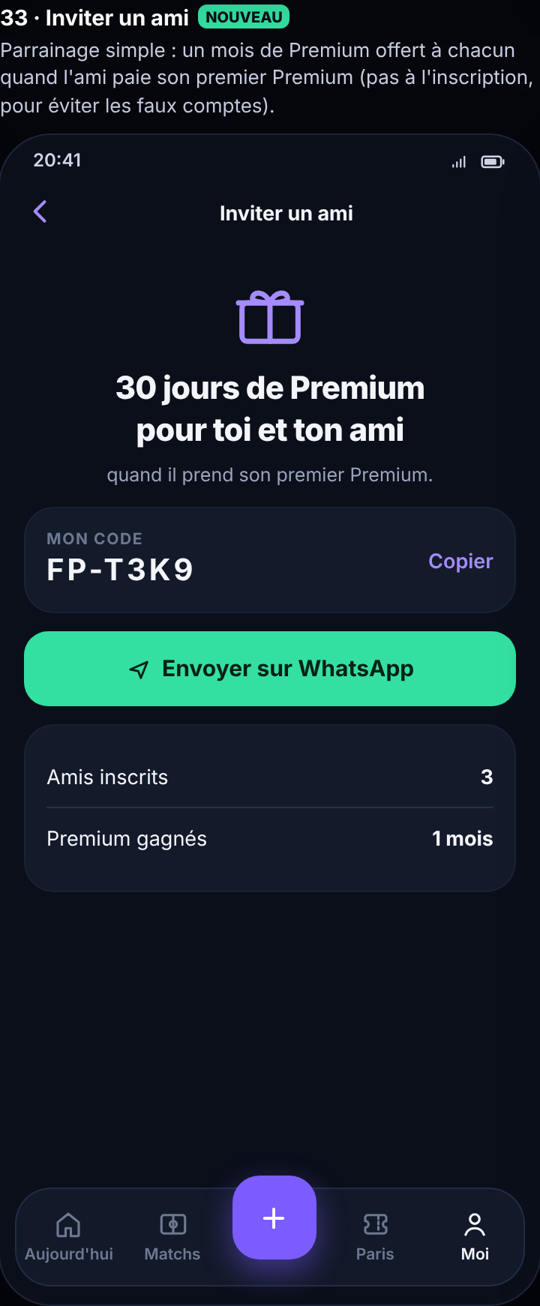 33 · Inviter un ami NOUVEAU
Parrainage simple : un mois de Premium offert à chacun
quand l'ami paie son premier Premium (pas à l'inscription,
pour éviter les faux comptes).
20:41
Inviter un ami
30 jours de Premium
pour toi et ton ami
quand il prend son premier Premium.
MON CODE
FP-T3K9
Copier
Envoyer sur WhatsApp
Amis inscrits 3
Premium gagnés 1 mois
Aujourd'hui Matchs Paris Moi